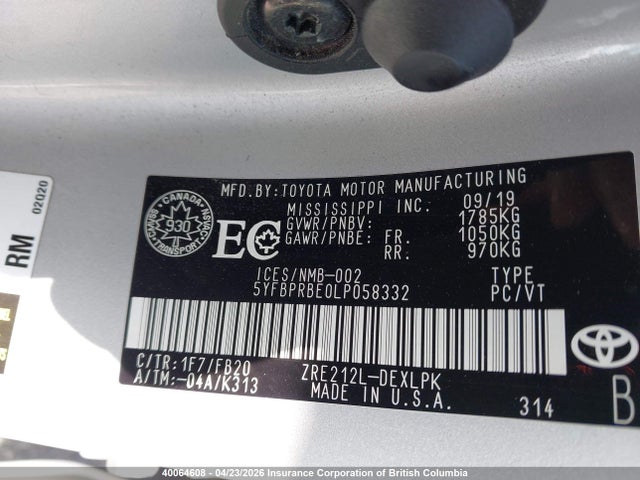 MFD.BY:TOYOTA MOTOR MANUFACTURING
MISSISSIPPI INC. 09/19
GVWR/PNBV: 1785KG
GAWR/PNBE: FR. 1050KG
RR. 970KG
930
EC
ICES/NMB-002 TYPE
5YFBPRBE0LP058332 PC/VT
C/TR:1F7/FB20 ZRE212L-DEXLPK
A/TM:-04A/K313 MADE IN U.S.A. 314
B
RM
02020
40064608 - 04/23/2026 Insurance Corporation of British Columbia